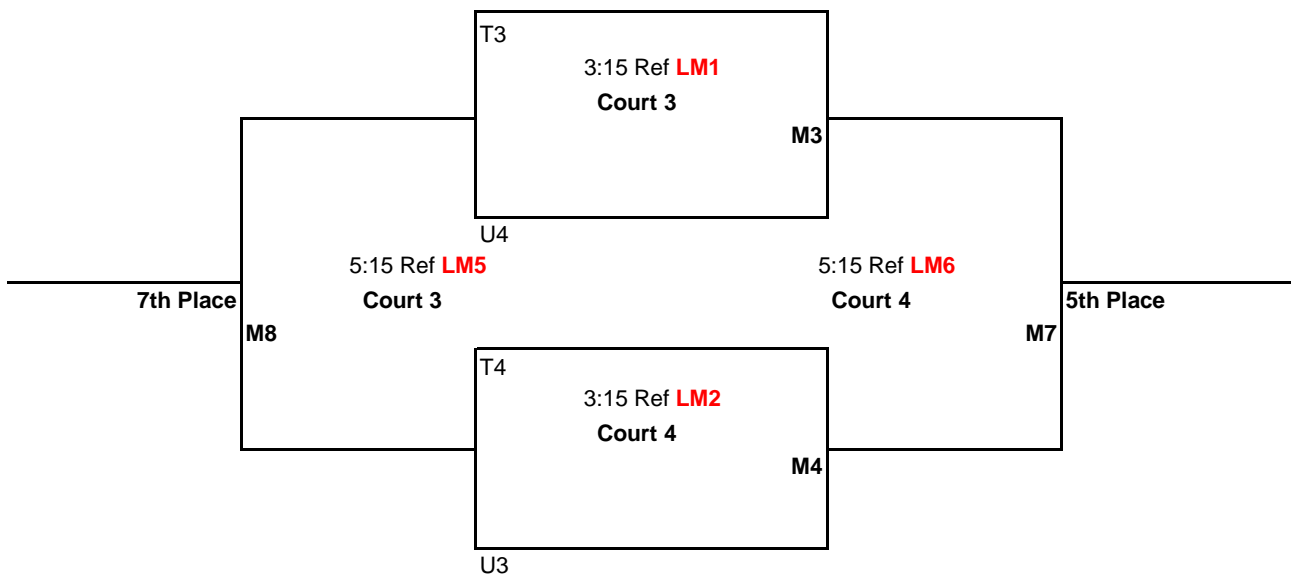 T3
3:15 Ref LM1
Court 3
M3
U4
5:15 Ref LM5
5:15 Ref LM6
Court 3
Court 4
7th Place
5th Place
M8
M7
T4
3:15 Ref LM2
Court 4
M4
U3